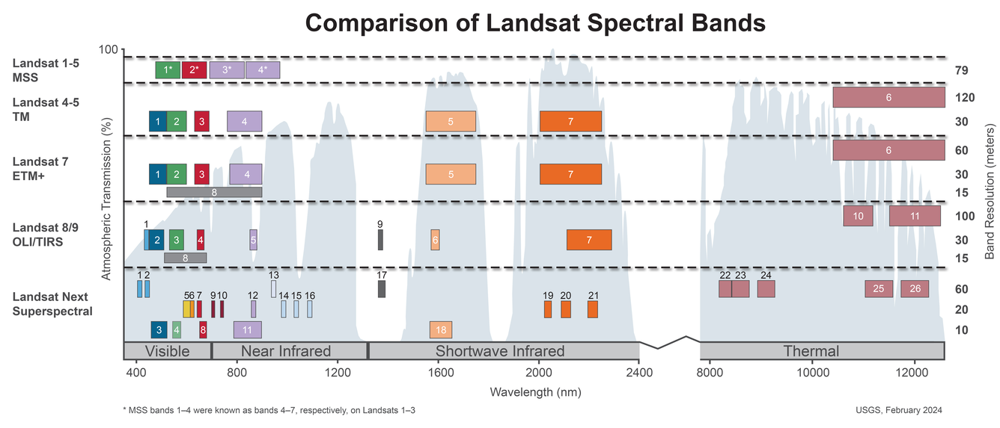 Comparison of Landsat Spectral Bands
100
Landsat 1-5
MSS
1* 2* 3* 4*
79
Landsat 4-5
TM
6
120
1 2 3 4 5 7
30
Landsat 7
ETM+
6
60
1 2 3 4 5 7
30
8
15
Landsat 8/9
OLI/TIRS
10 11
100
1 9
2 3 4 5 6 7
30
8
15
Landsat Next
Superspectral
1 2 13 17 22 23 24
25 26
60
5 6 7 9 10 12 14 15 16 19 20 21
20
3 4 8 11 18
10
Atmospheric Transmission (%)
Band Resolution (meters)
Visible Near Infrared Shortwave Infrared Thermal
400 800 1200 1600 2000 2400 8000 10000 12000
Wavelength (nm)
* MSS bands 1–4 were known as bands 4–7, respectively, on Landsats 1–3
USGS, February 2024